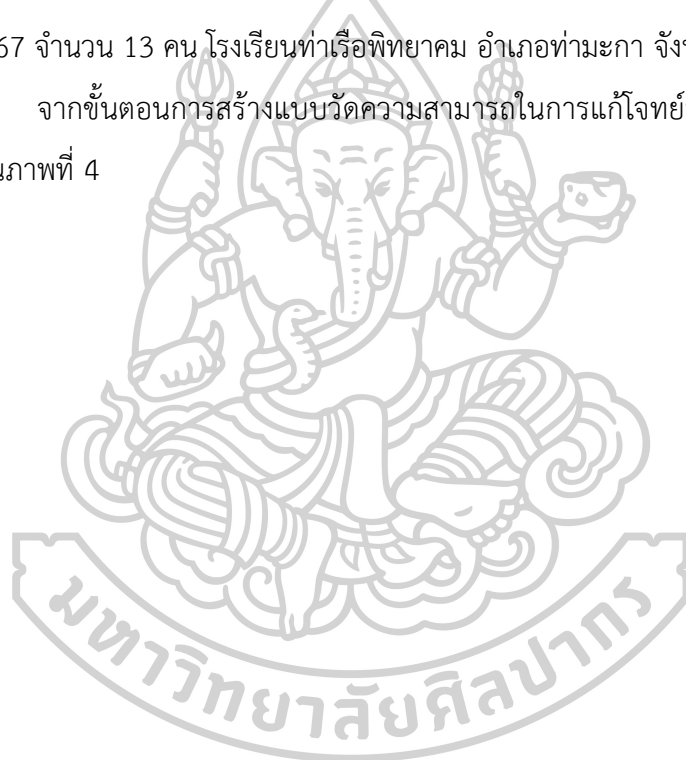 67 จำนวน 13 คน โรงเรียนท่าเรือพิทยาคม อำเภอท่ามะกา
จากขั้นตอนการสร้างแบบวัดความสามารถในการแก้โจทย์
ภาพที่ 4
มหาวิทยาลัยศิลปากร